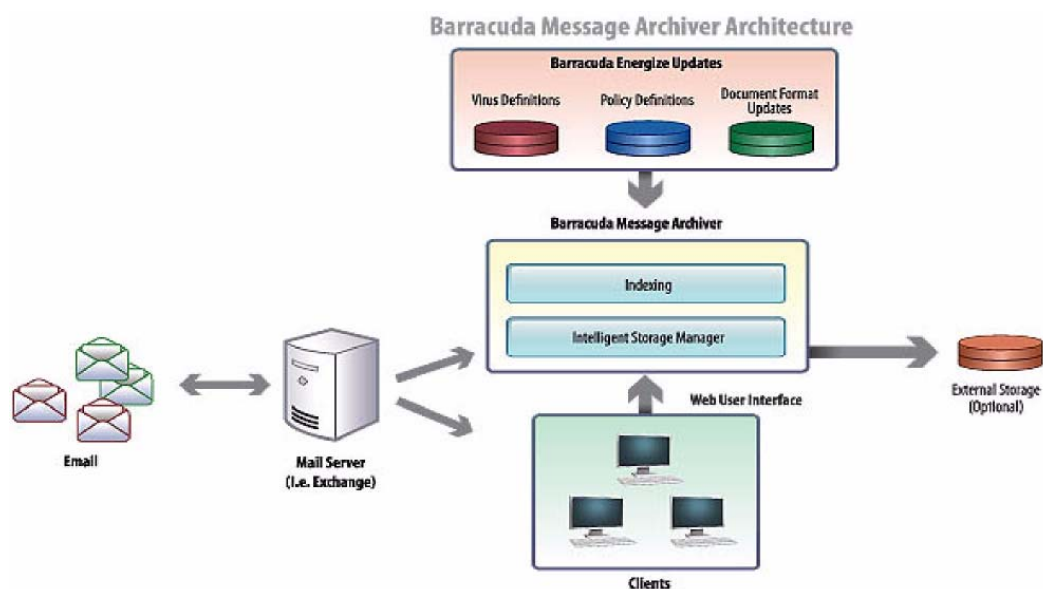 Barracuda Message Archiver Architecture
Barracuda Energize Updates
Virus Definitions
Policy Definitions
Document Format
Updates
Barracuda Message Archiver
Indexing
Intelligent Storage Manager
Email
Mail Server
(I.e. Exchange)
Web User Interface
External Storage
(Optional)
Clients